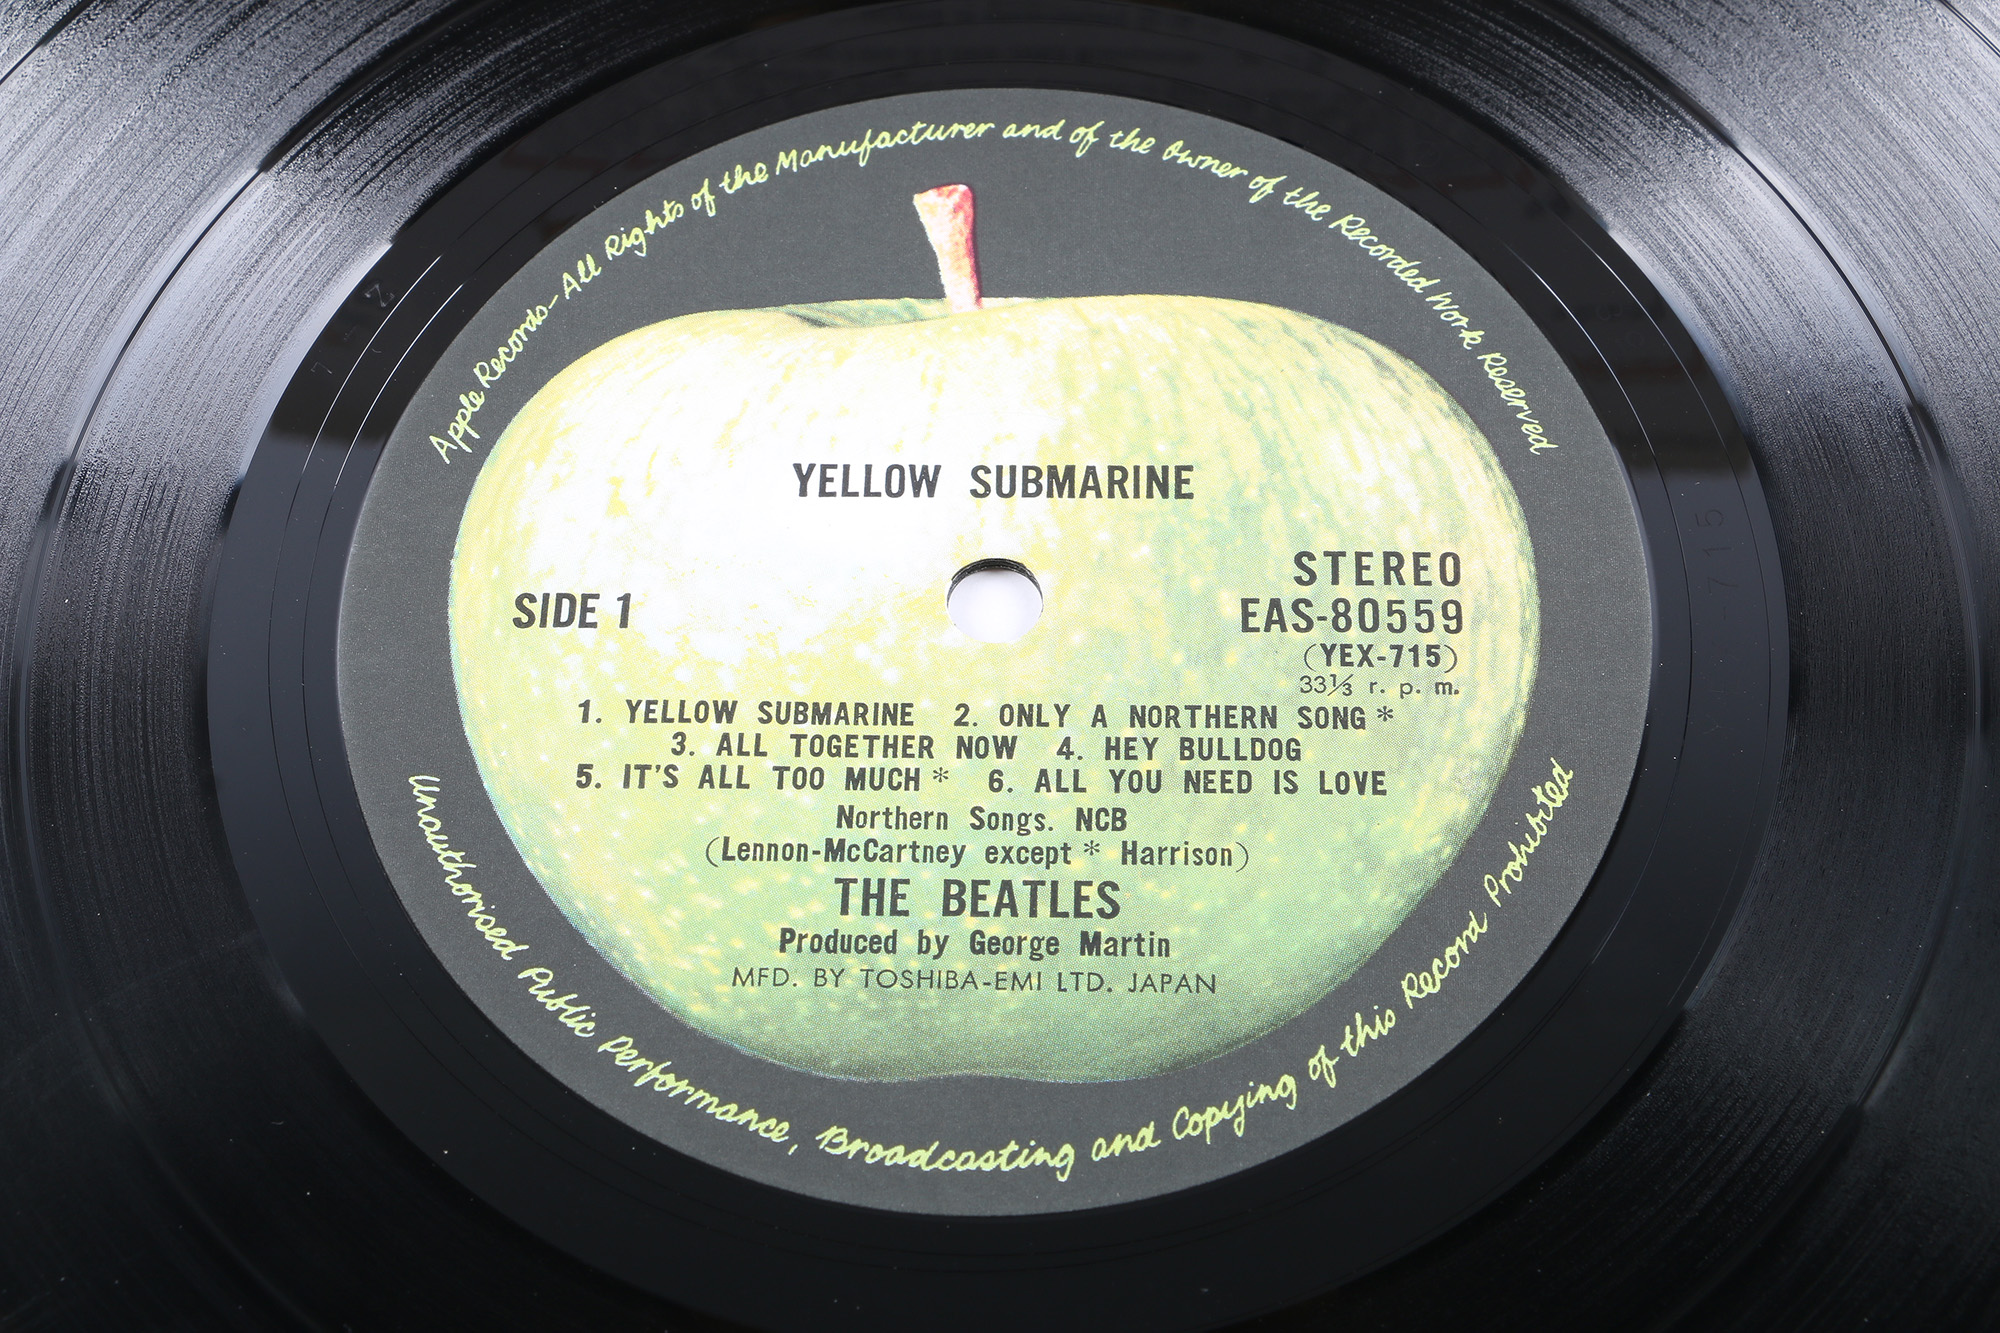 Apple Records-All Rights of the Manufacturer and of the Owner of the Recorded Work Reserved
YELLOW SUBMARINE
STEREO
SIDE 1
EAS-80559
(YEX-715)
33⅓ r. p. m.
1. YELLOW SUBMARINE 2. ONLY A NORTHERN SONG *
3. ALL TOGETHER NOW 4. HEY BULLDOG
5. IT'S ALL TOO MUCH * 6. ALL YOU NEED IS LOVE
Northern Songs. NCB
(Lennon-McCartney except * Harrison)
THE BEATLES
Produced by George Martin
MFD. BY TOSHIBA-EMI LTD. JAPAN
Unauthorised Public Performance, Broadcasting and Copying of this Record Prohibited
715